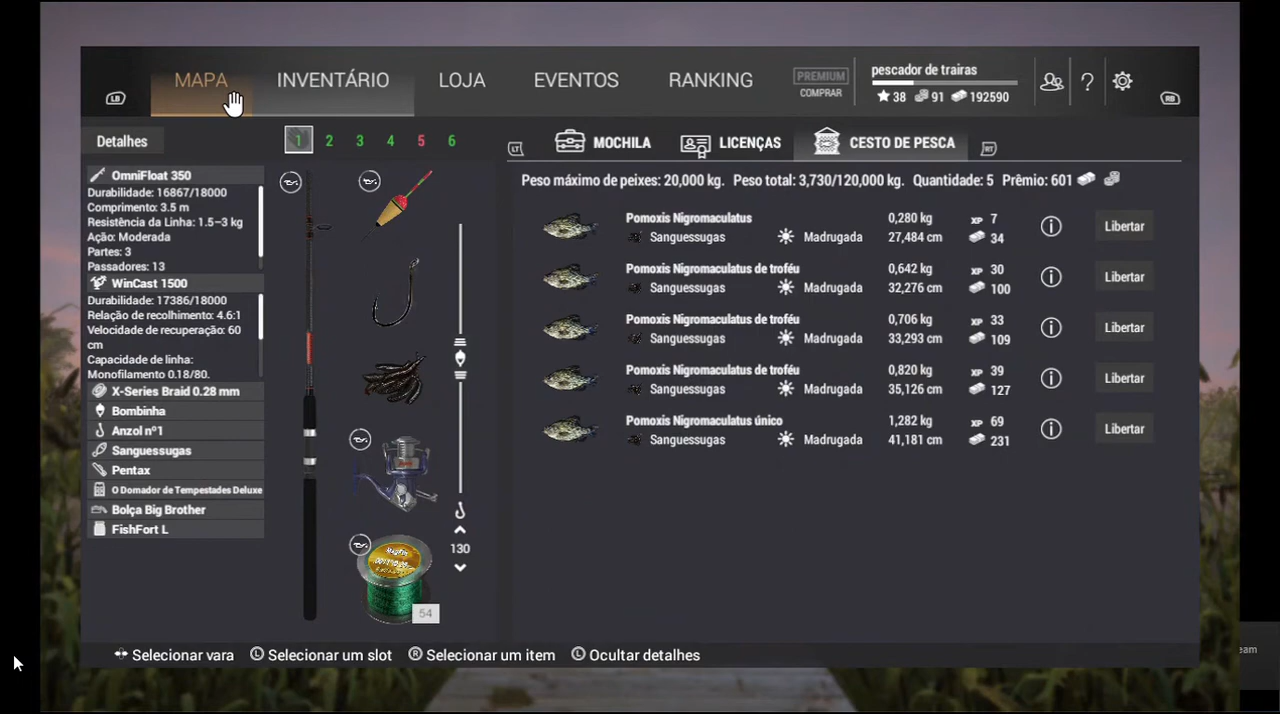 MAPA INVENTÁRIO LOJA EVENTOS RANKING
PREMIUM
COMPRAR
pescador de trairas
38 91 192590
?
LB
RB
Detalhes
1 2 3 4 5 6
LT MOCHILA LICENÇAS CESTO DE PESCA RT
Peso máximo de peixes: 20,000 kg. Peso total: 3,730/120,000 kg. Quantidade: 5 Prêmio: 601
OmniFloat 350
Durabilidade: 16867/18000
Comprimento: 3.5 m
Resistência da Linha: 1.5–3 kg
Ação: Moderada
Partes: 3
Passadores: 13
WinCast 1500
Durabilidade: 17386/18000
Relação de recolhimento: 4.6:1
Velocidade de recuperação: 60
cm
Capacidade de linha:
Monofilamento 0.18/80.
X-Series Braid 0.28 mm
Bombinha
Anzol nº1
Sanguessugas
Pentax
O Domador de Tempestades Deluxe
Bolça Big Brother
FishFort L
130
54
Pomoxis Nigromaculatus 0,280 kg XP 7
Sanguessugas Madrugada 27,484 cm 34
Libertar
Pomoxis Nigromaculatus de troféu 0,642 kg XP 30
Sanguessugas Madrugada 32,276 cm 100
Libertar
Pomoxis Nigromaculatus de troféu 0,706 kg XP 33
Sanguessugas Madrugada 33,293 cm 109
Libertar
Pomoxis Nigromaculatus de troféu 0,820 kg XP 39
Sanguessugas Madrugada 35,126 cm 127
Libertar
Pomoxis Nigromaculatus único 1,282 kg XP 69
Sanguessugas Madrugada 41,181 cm 231
Libertar
eam
Selecionar vara L Selecionar um slot R Selecionar um item L Ocultar detalhes